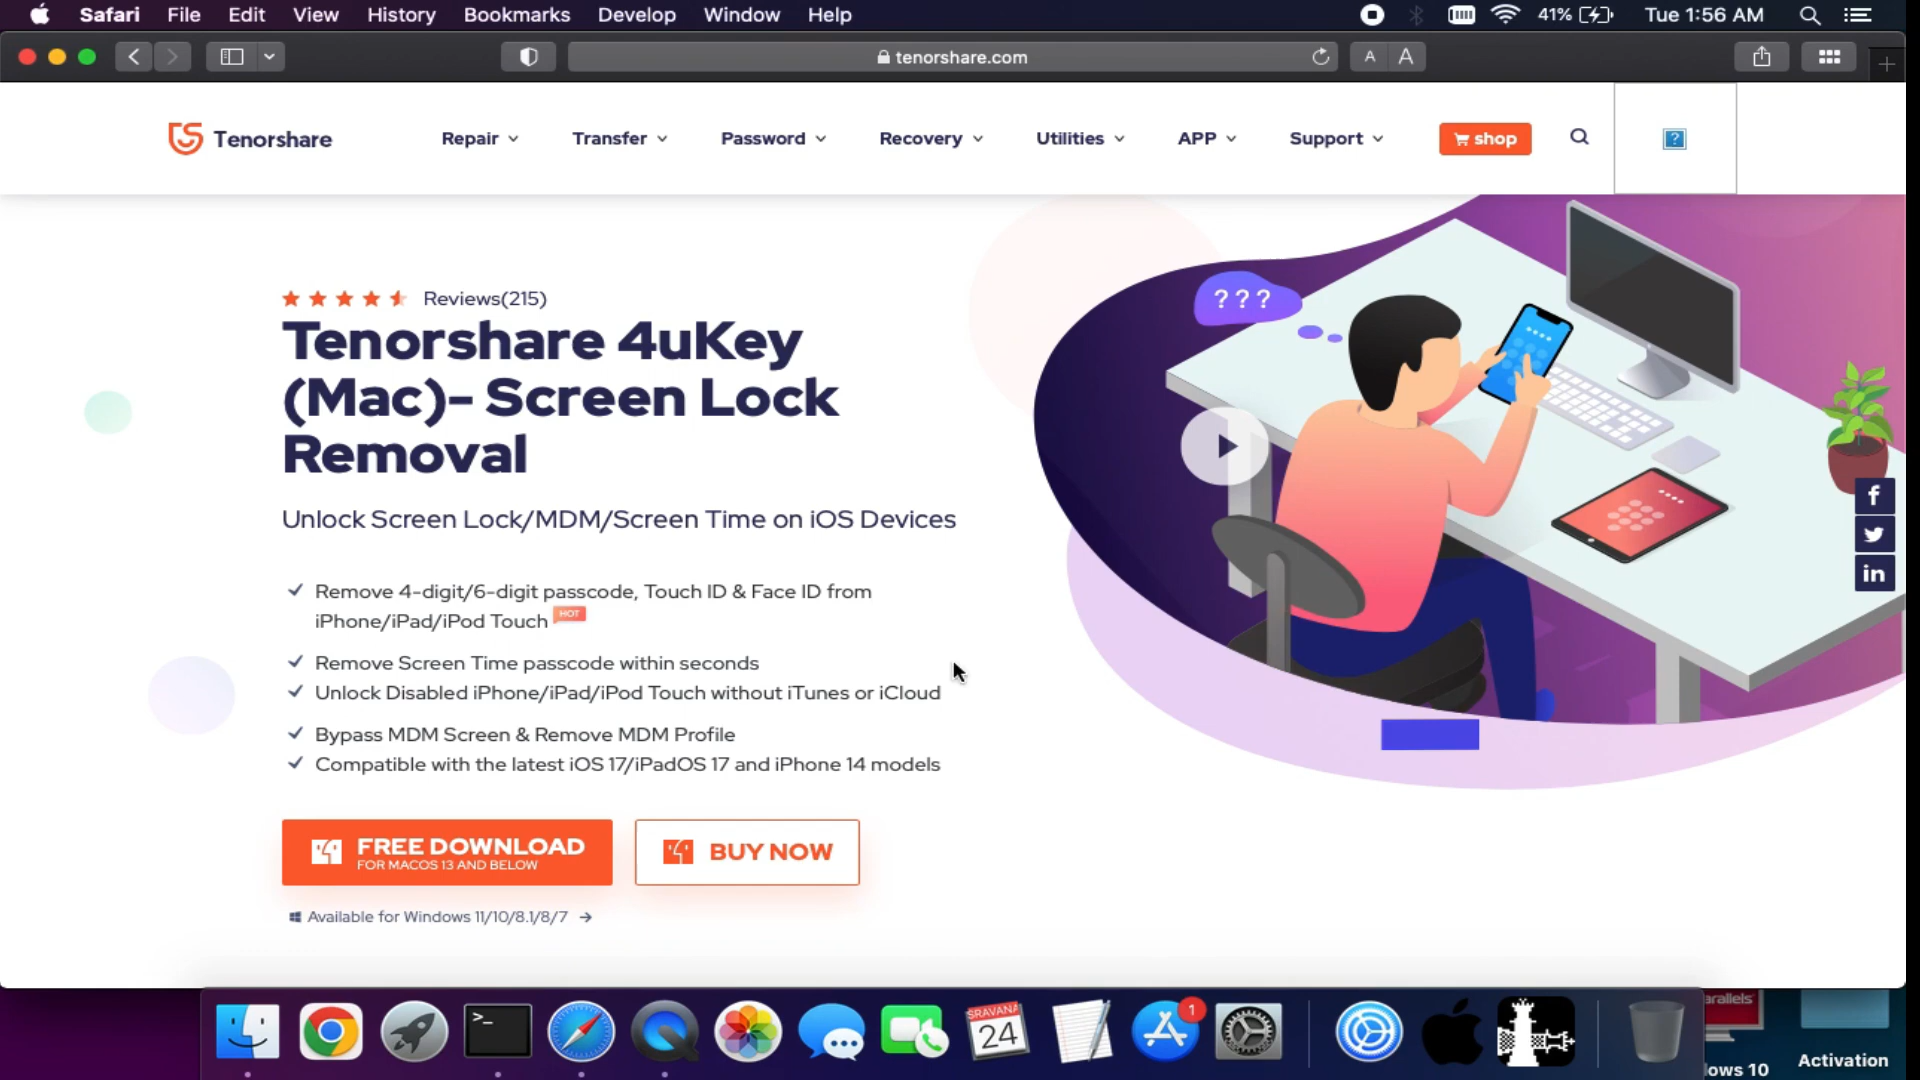 Safari File Edit View History Bookmarks Develop Window Help 41% Tue 1:56 AM
tenorshare.com A A
Tenorshare Repair Transfer Password Recovery Utilities APP Support shop
Reviews(215)
Tenorshare 4uKey
(Mac)- Screen Lock
Removal
Unlock Screen Lock/MDM/Screen Time on iOS Devices
Remove 4-digit/6-digit passcode, Touch ID & Face ID from
iPhone/iPad/iPod Touch HOT
Remove Screen Time passcode within seconds
Unlock Disabled iPhone/iPad/iPod Touch without iTunes or iCloud
Bypass MDM Screen & Remove MDM Profile
Compatible with the latest iOS 17/iPadOS 17 and iPhone 14 models
FREE DOWNLOAD
FOR MACOS 13 AND BELOW
BUY NOW
Available for Windows 11/10/8.1/8/7
? ? ?
f
in
SRAVANA
24
1
arallels
ows 10
Activation